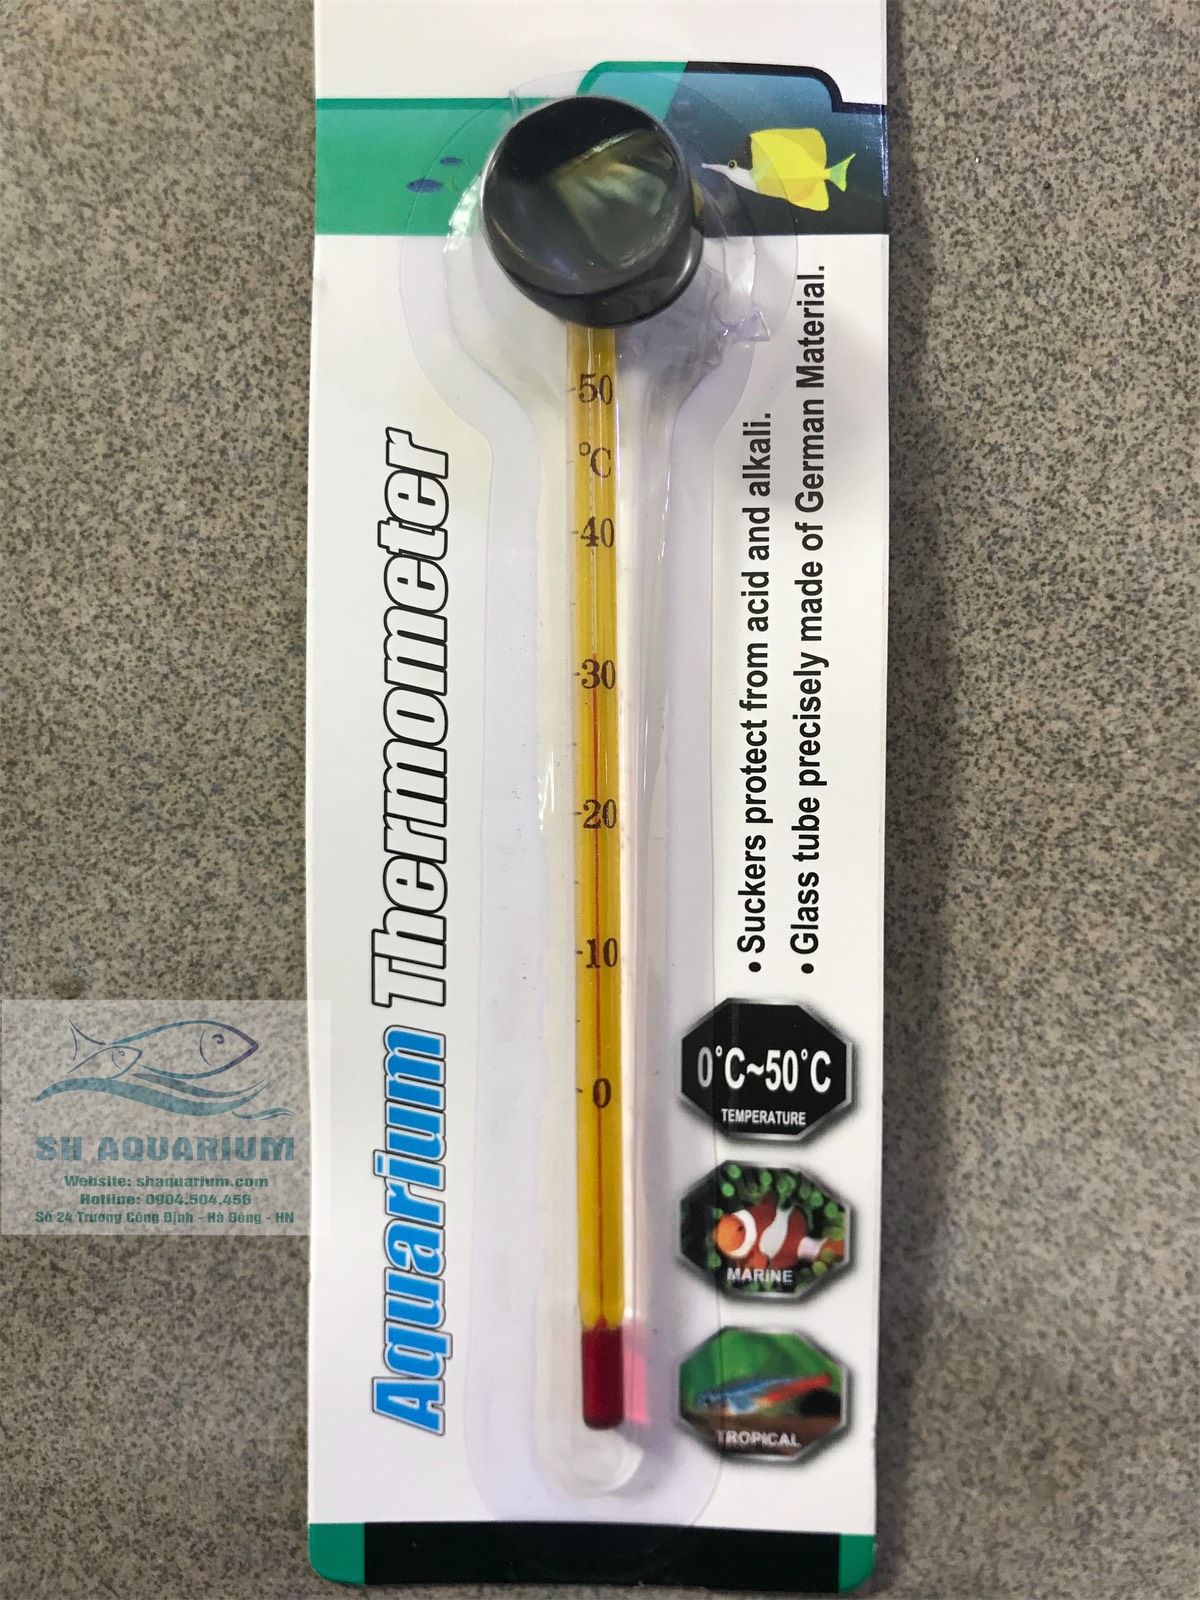 Aquarium Thermometer
50
°C
40
30
20
10
0
• Suckers protect from acid and alkali.
• Glass tube precisely made of German Material.
0°C~50°C
TEMPERATURE
MARINE
TROPICAL
SH AQUARIUM
Website: shaquarium.com
Hotline: 0904.504.456
Số 24 Trương Công Định - Hà Đông - HN